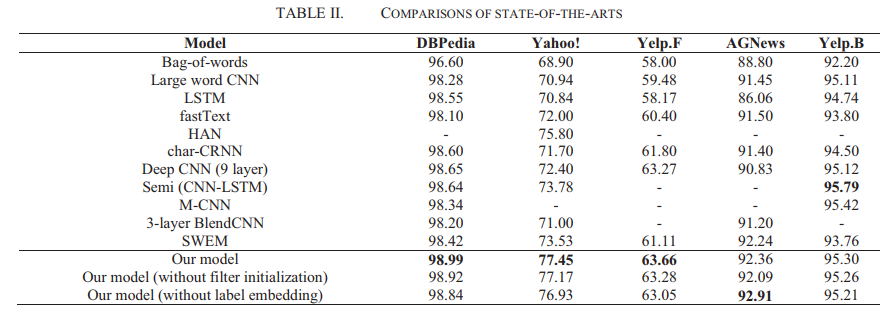 TABLE II. COMPARISONS OF STATE-OF-THE-ARTS
Model DBPedia Yahoo! Yelp.F AGNews Yelp.B
Bag-of-words 96.60 68.90 58.00 88.80 92.20
Large word CNN 98.28 70.94 59.48 91.45 95.11
LSTM 98.55 70.84 58.17 86.06 94.74
fastText 98.10 72.00 60.40 91.50 93.80
HAN - 75.80 - - -
char-CRNN 98.60 71.70 61.80 91.40 94.50
Deep CNN (9 layer) 98.65 72.40 63.27 90.83 95.12
Semi (CNN-LSTM) 98.64 73.78 - - 95.79
M-CNN 98.34 - - - 95.42
3-layer BlendCNN 98.20 71.00 - 91.20 -
SWEM 98.42 73.53 61.11 92.24 93.76
Our model 98.99 77.45 63.66 92.36 95.30
Our model (without filter initialization) 98.92 77.17 63.28 92.09 95.26
Our model (without label embedding) 98.84 76.93 63.05 92.91 95.21